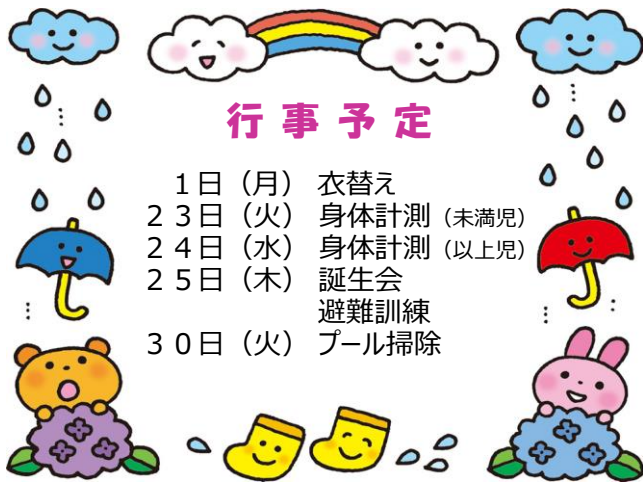 行事予定
1日（月） 衣替え
２３日（火） 身体計測（未満児）
２４日（水） 身体計測（以上児）
２５日（木） 誕生会
避難訓練
３０日（火） プール掃除